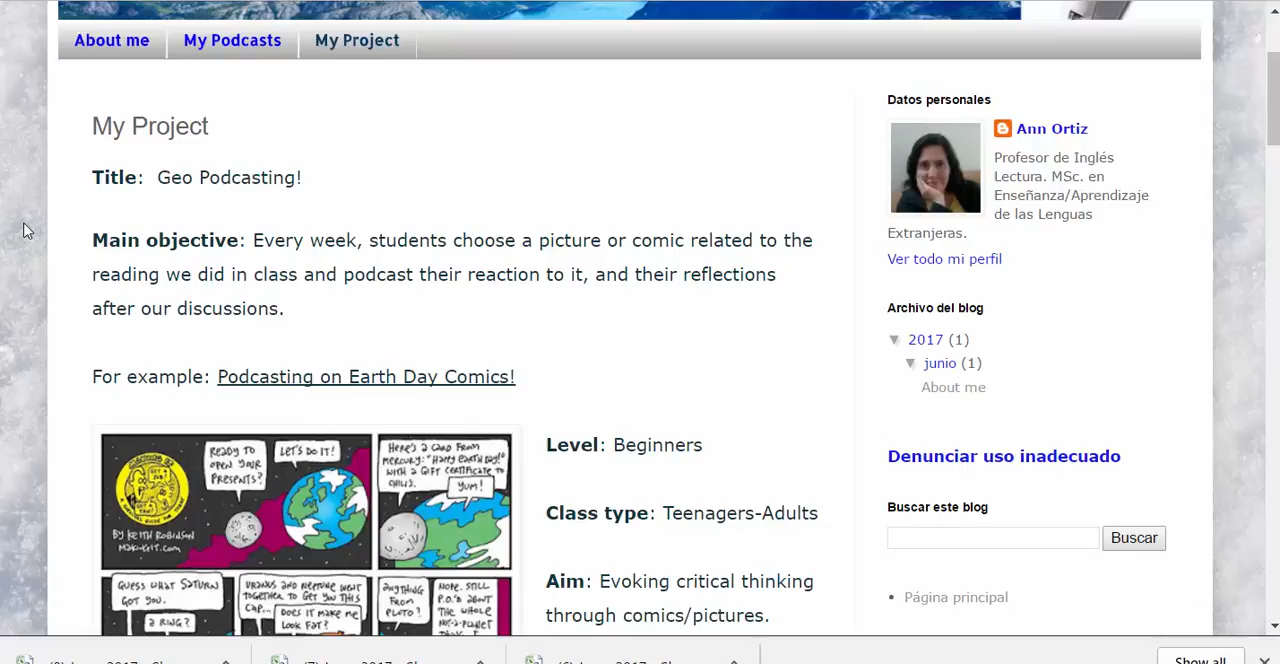 About me
My Podcasts
My Project
My Project
Title: Geo Podcasting!
Main objective: Every week, students choose a picture or comic related to the
reading we did in class and podcast their reaction to it, and their reflections
after our discussions.
For example: Podcasting on Earth Day Comics!
READY TO
OPEN YOUR
PRESENTS?
LET'S DO IT!
HERE'S A CARD FROM
MERCURY: "HAPPY EARTH DAY!"
WITH A GIFT CERTIFICATE TO
CHILI'S.
YUM!
BY KEITH ROBINSON
GUESS WHAT SATURN
GOT YOU.
A RING?
URANUS AND NEPTUNE WENT
TOGETHER TO GET YOU THIS
CAP...
DOES IT MAKE ME
LOOK FAT?
ANYTHING
FROM
PLUTO?
NOPE. STILL
P.O.'D ABOUT
THE WHOLE
NOT-A-PLANET
Level: Beginners
Class type: Teenagers-Adults
Aim: Evoking critical thinking
through comics/pictures.
Datos personales
Ann Ortiz
Profesor de Inglés
Lectura. MSc. en
Enseñanza/Aprendizaje
de las Lenguas
Extranjeras.
Ver todo mi perfil
Archivo del blog
▼ 2017 (1)
▼ junio (1)
About me
Denunciar uso inadecuado
Buscar este blog
Buscar
• Página principal
Show all